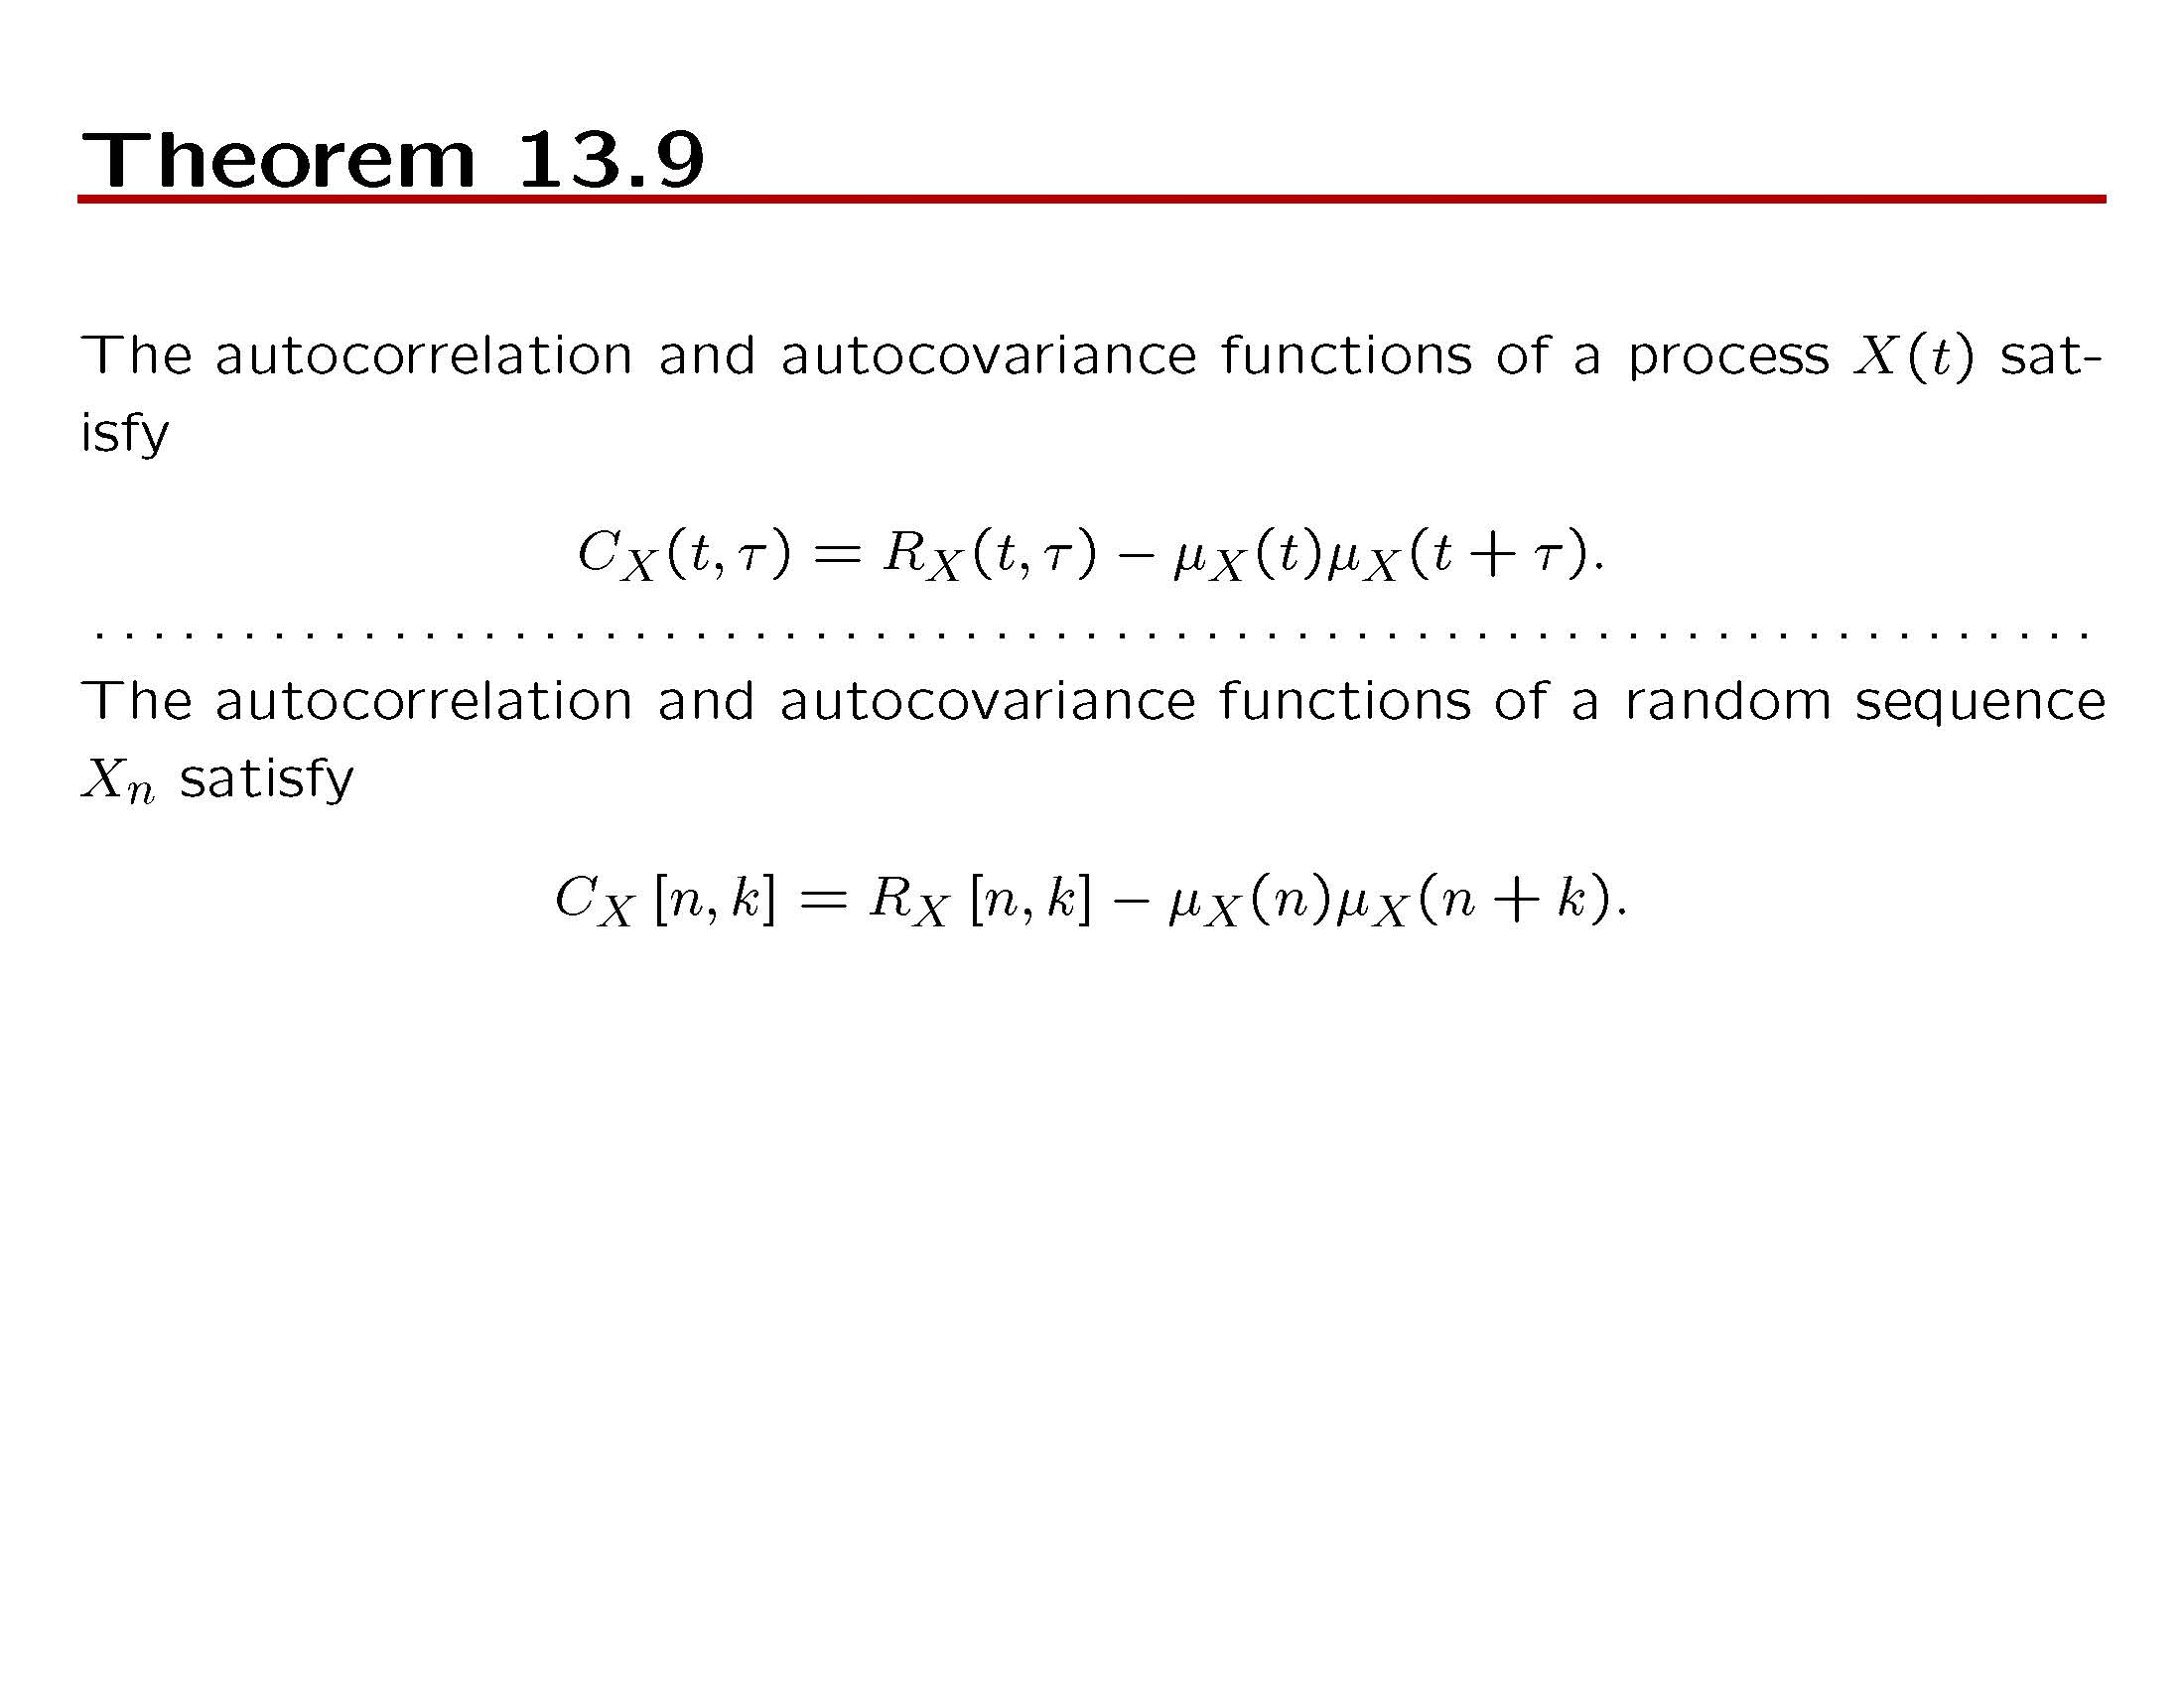 Theorem 13.9
The autocorrelation and autocovariance functions of a process X(t) sat-
isfy
C_X(t, τ) = R_X(t, τ) − μ_X(t)μ_X(t + τ).
. . . . . . . . . . . . . . . . . . . . . . . . . . . . . . . . . . . . . . . . . . . . . . . . . . . . . . . . . . . . . . . . . . .
The autocorrelation and autocovariance functions of a random sequence
X_n satisfy
C_X [n, k] = R_X [n, k] − μ_X(n)μ_X(n + k).